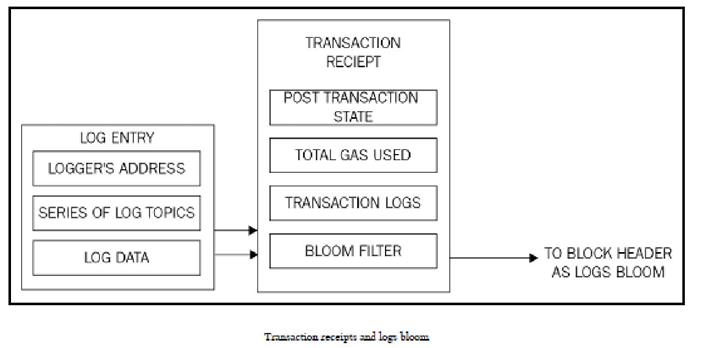 LOG ENTRY
LOGGER'S ADDRESS
SERIES OF LOG TOPICS
LOG DATA
TRANSACTION
RECIEPT
POST TRANSACTION
STATE
TOTAL GAS USED
TRANSACTION LOGS
BLOOM FILTER
TO BLOCK HEADER
AS LOGS BLOOM
Transaction receipts and logs bloom